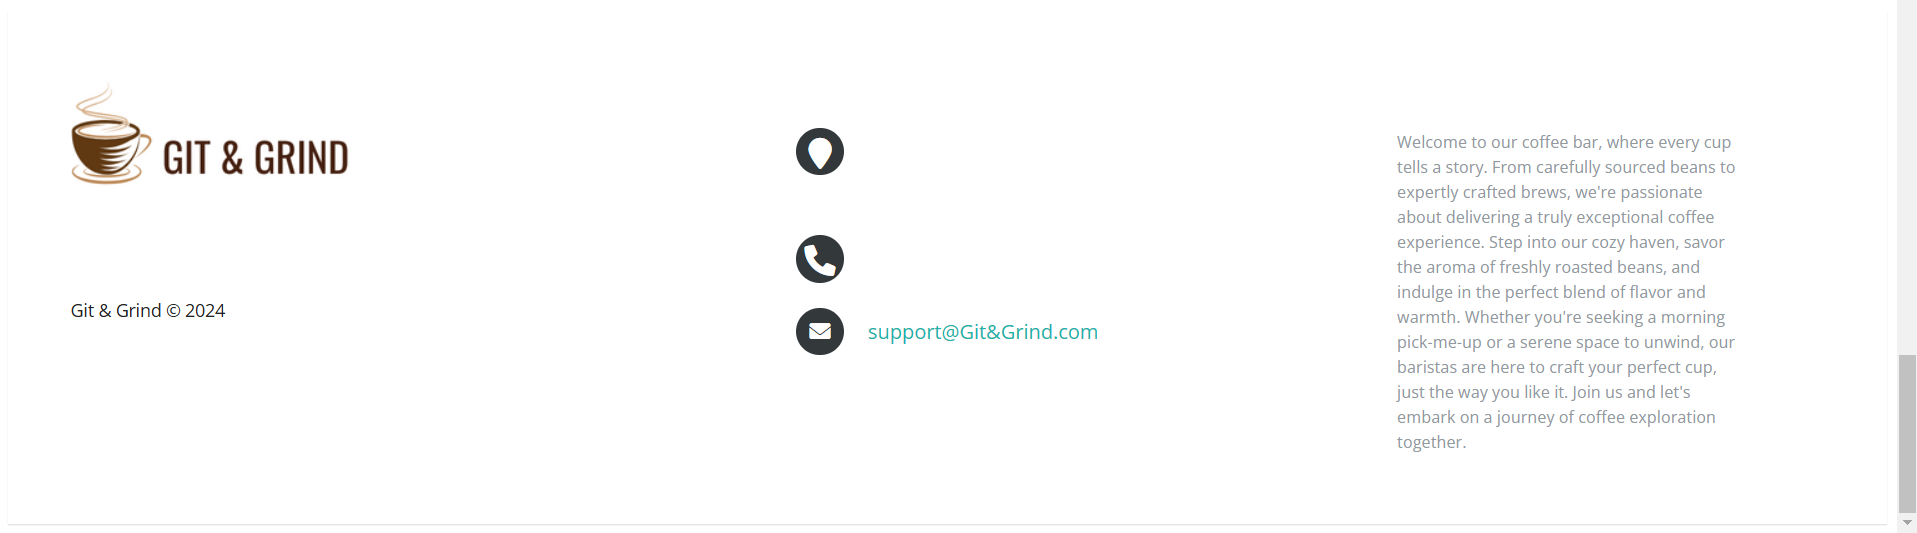 GIT & GRIND
Git & Grind © 2024
support@Git&Grind.com
Welcome to our coffee bar, where every cup
tells a story. From carefully sourced beans to
expertly crafted brews, we're passionate
about delivering a truly exceptional coffee
experience. Step into our cozy haven, savor
the aroma of freshly roasted beans, and
indulge in the perfect blend of flavor and
warmth. Whether you're seeking a morning
pick-me-up or a serene space to unwind, our
baristas are here to craft your perfect cup,
just the way you like it. Join us and let's
embark on a journey of coffee exploration
together.